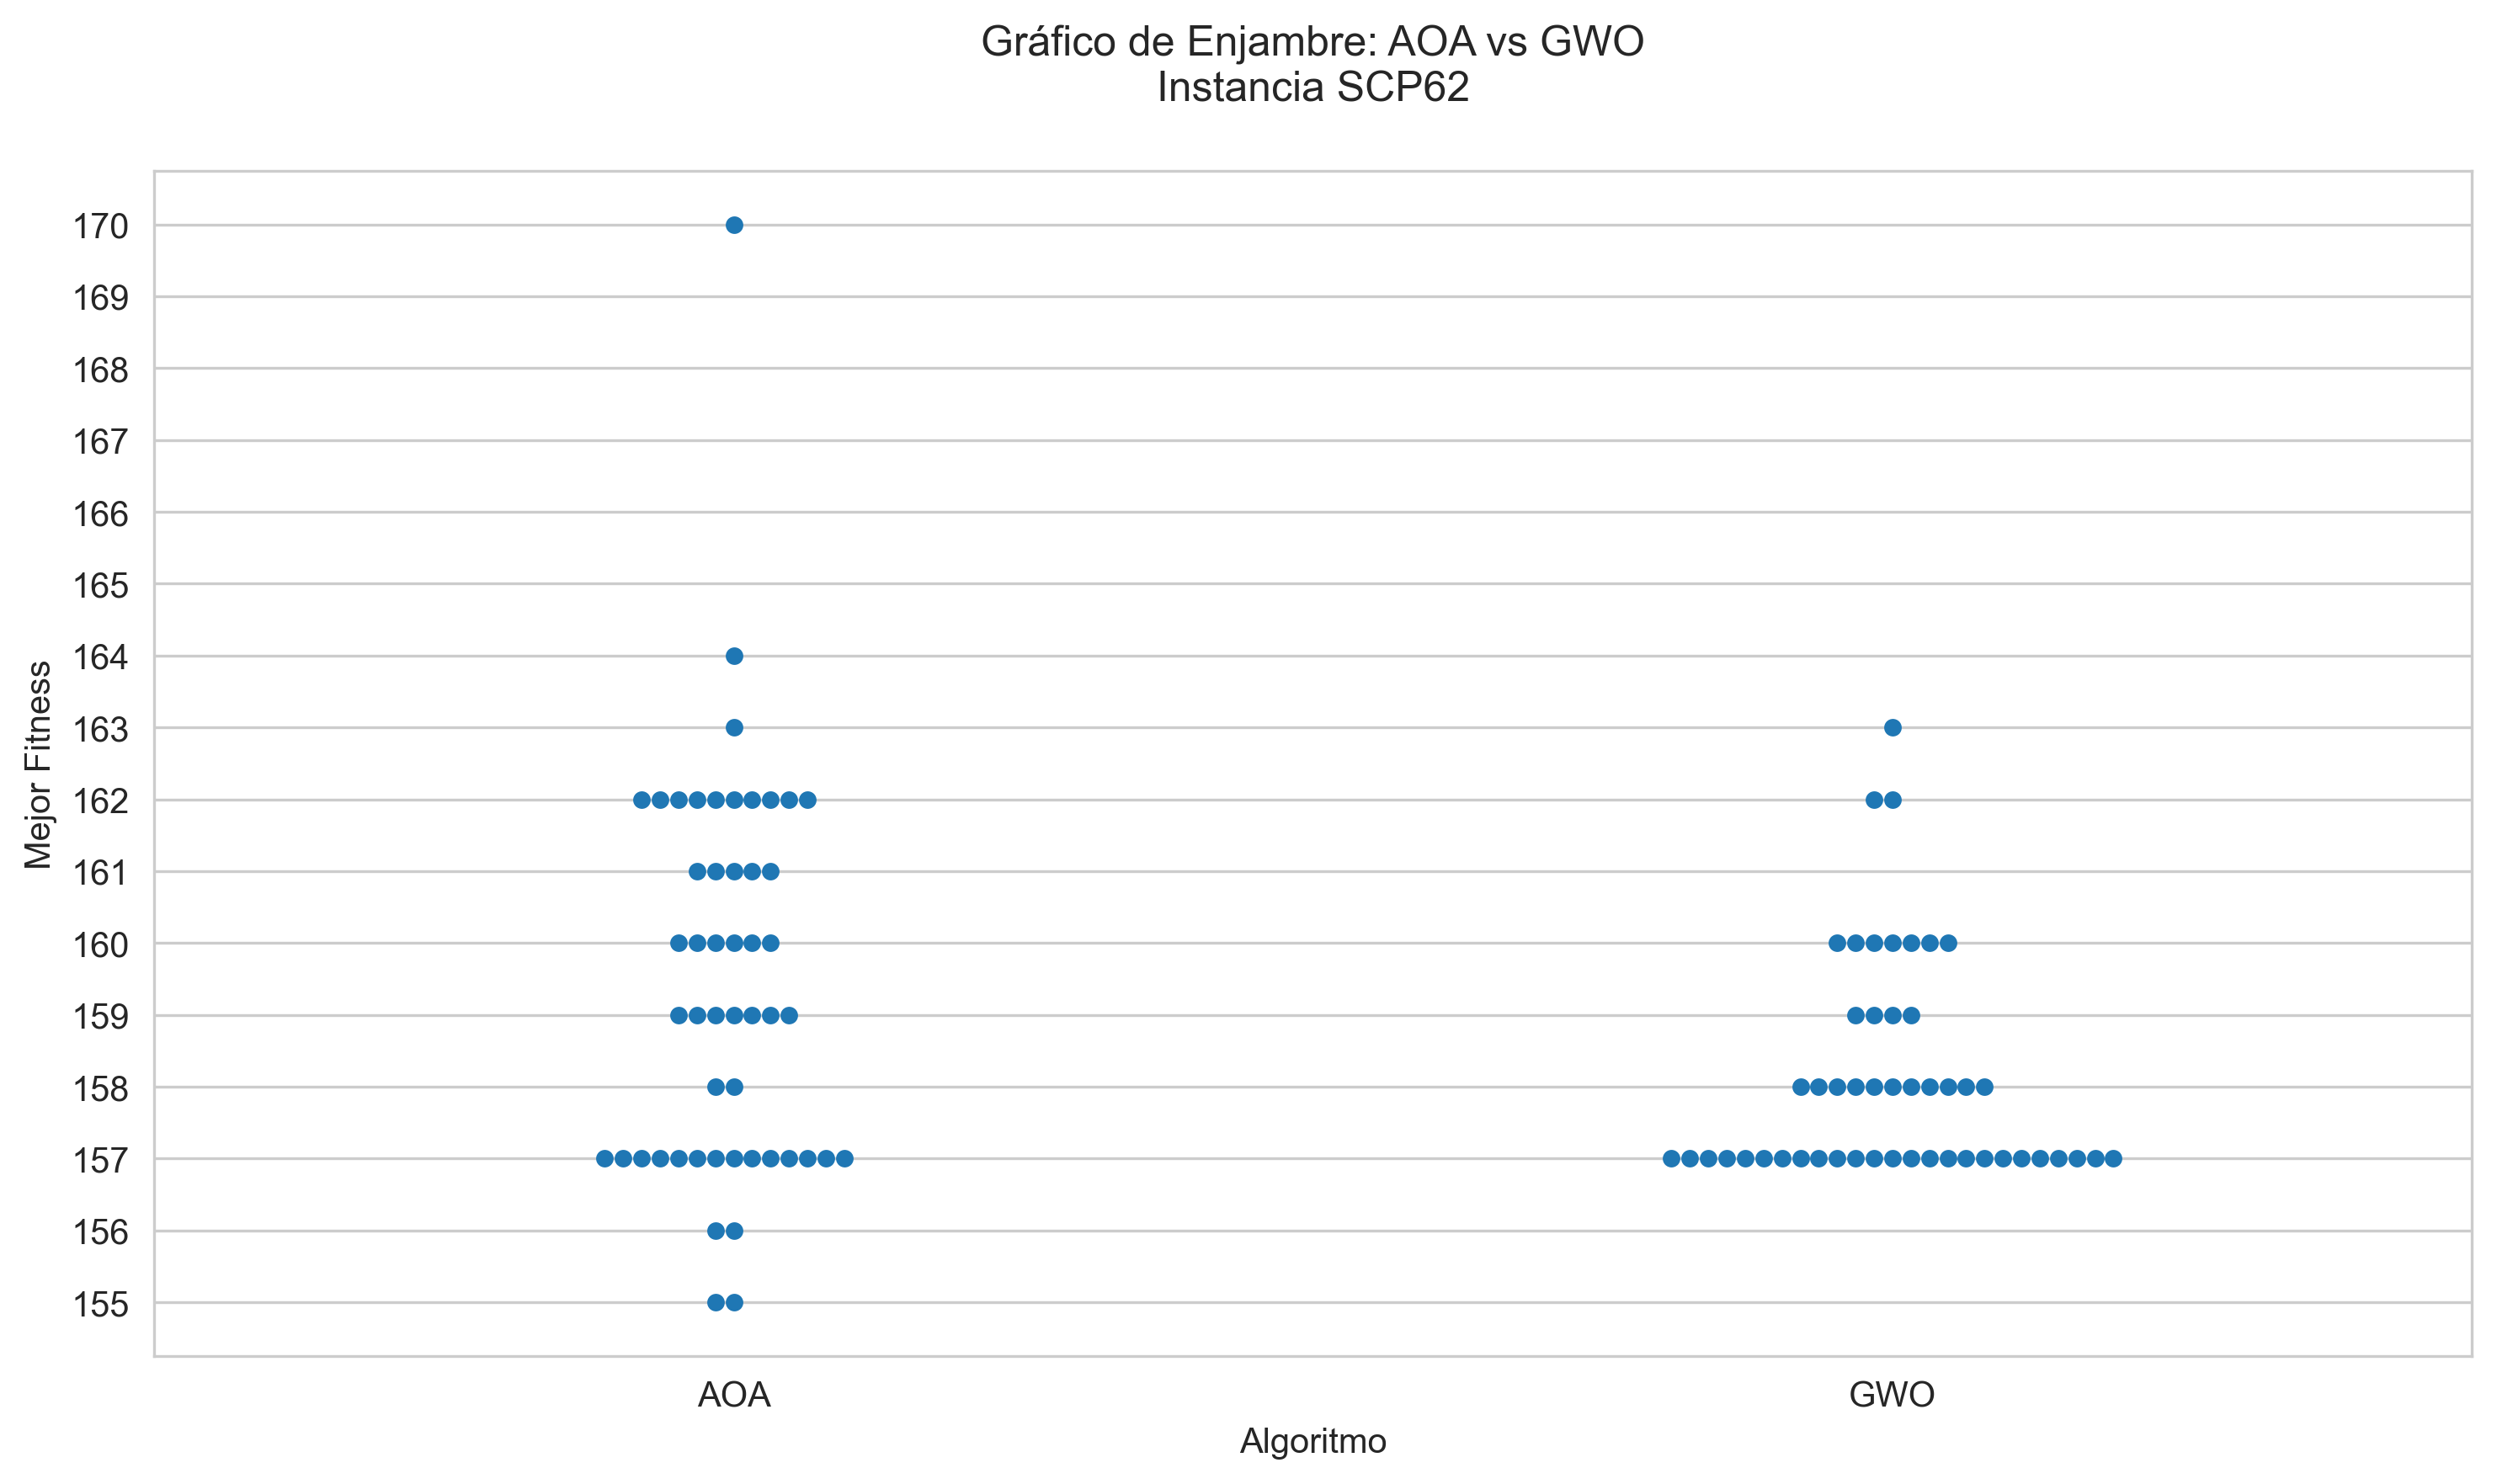 Gráfico de Enjambre: AOA vs GWO
Instancia SCP62
170
169
168
167
166
165
164
163
162
161
160
159
158
157
156
155
Mejor Fitness
AOA
GWO
Algoritmo